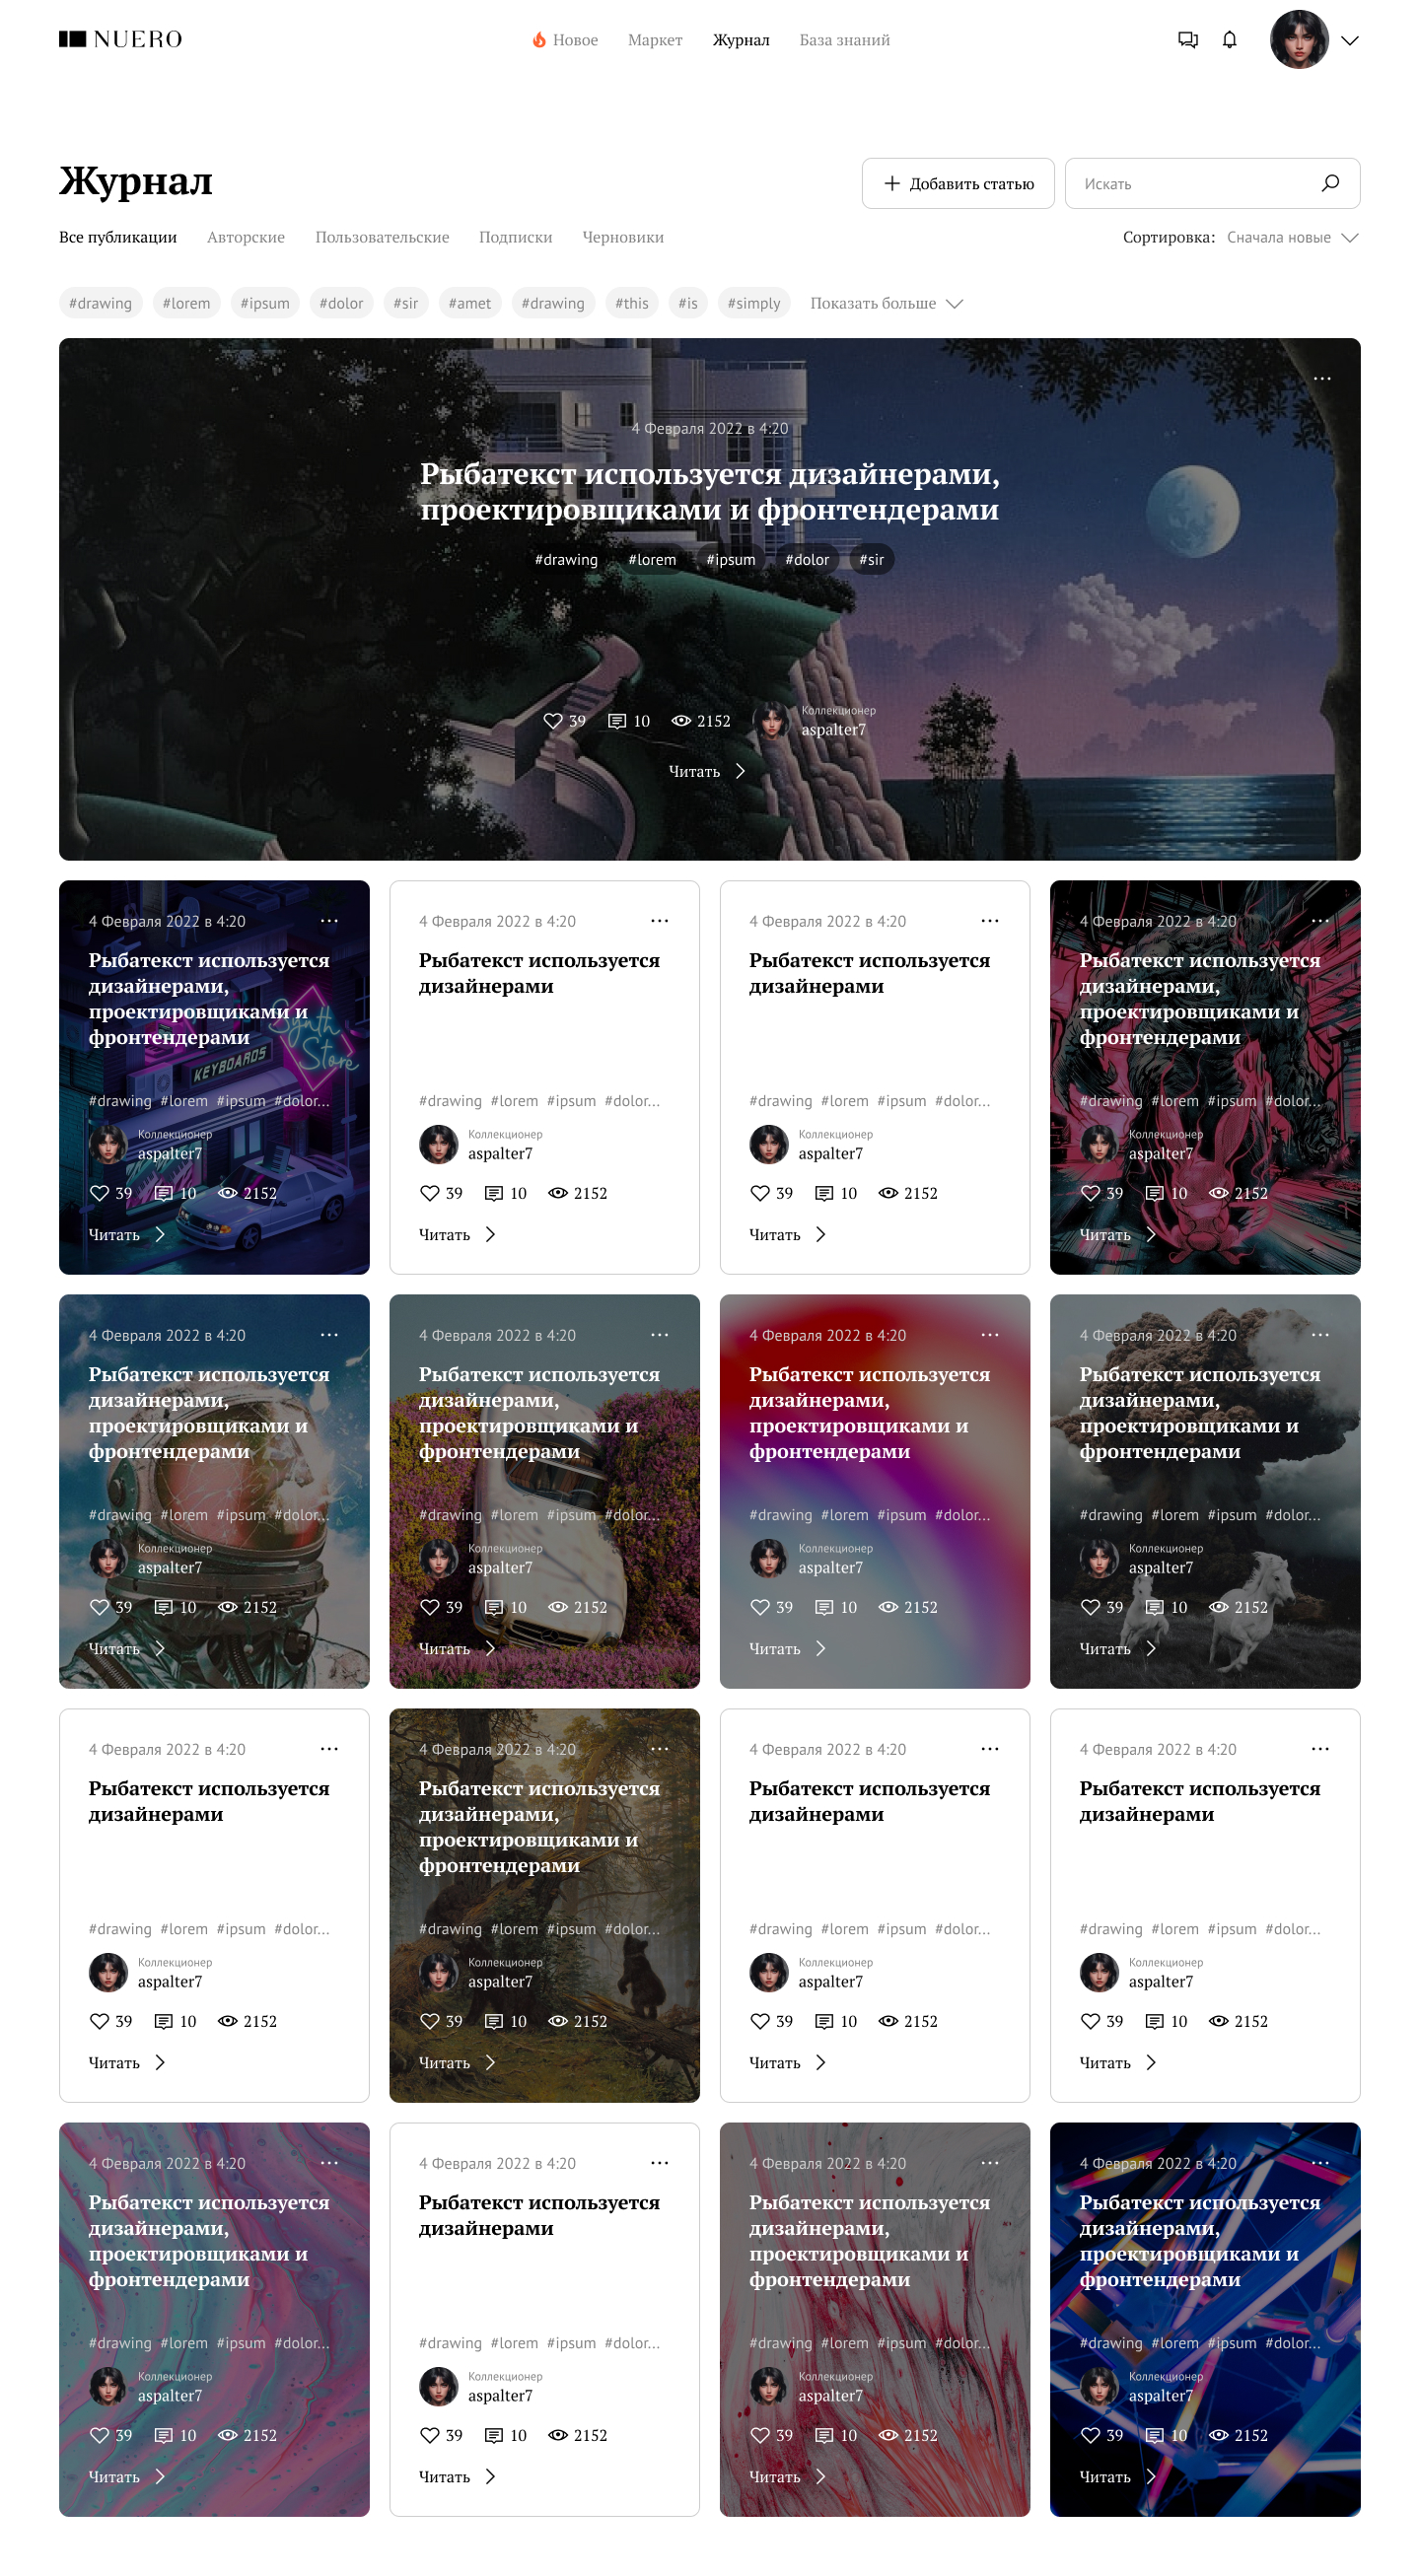 NUERO
Новое Маркет Журнал База знаний
Журнал
Добавить статью
Искать
Все публикации Авторские Пользовательские Подписки Черновики
Сортировка: Сначала новые
#drawing #lorem #ipsum #dolor #sir #amet #drawing #this #is #simply Показать больше
4 Февраля 2022 в 4:20
Рыбатекст используется дизайнерами,
проектировщиками и фронтендерами
#drawing #lorem #ipsum #dolor #sir
39 10 2152
Коллекционер
aspalter7
Читать
4 Февраля 2022 в 4:20
Рыбатекст используется
дизайнерами,
проектировщиками и
фронтендерами
Synth
Store
KEYBOARDS
#drawing #lorem #ipsum #dolor...
Коллекционер
aspalter7
39 10 2152
Читать
4 Февраля 2022 в 4:20
Рыбатекст используется
дизайнерами
#drawing #lorem #ipsum #dolor...
Коллекционер
aspalter7
39 10 2152
Читать
4 Февраля 2022 в 4:20
Рыбатекст используется
дизайнерами
#drawing #lorem #ipsum #dolor...
Коллекционер
aspalter7
39 10 2152
Читать
4 Февраля 2022 в 4:20
Рыбатекст используется
дизайнерами,
проектировщиками и
фронтендерами
#drawing #lorem #ipsum #dolor...
Коллекционер
aspalter7
39 10 2152
Читать
4 Февраля 2022 в 4:20
Рыбатекст используется
дизайнерами,
проектировщиками и
фронтендерами
#drawing #lorem #ipsum #dolor...
Коллекционер
aspalter7
39 10 2152
Читать
4 Февраля 2022 в 4:20
Рыбатекст используется
дизайнерами,
проектировщиками и
фронтендерами
#drawing #lorem #ipsum #dolor...
Коллекционер
aspalter7
39 10 2152
Читать
4 Февраля 2022 в 4:20
Рыбатекст используется
дизайнерами,
проектировщиками и
фронтендерами
#drawing #lorem #ipsum #dolor...
Коллекционер
aspalter7
39 10 2152
Читать
4 Февраля 2022 в 4:20
Рыбатекст используется
дизайнерами,
проектировщиками и
фронтендерами
#drawing #lorem #ipsum #dolor...
Коллекционер
aspalter7
39 10 2152
Читать
4 Февраля 2022 в 4:20
Рыбатекст используется
дизайнерами
#drawing #lorem #ipsum #dolor...
Коллекционер
aspalter7
39 10 2152
Читать
4 Февраля 2022 в 4:20
Рыбатекст используется
дизайнерами,
проектировщиками и
фронтендерами
#drawing #lorem #ipsum #dolor...
Коллекционер
aspalter7
39 10 2152
Читать
4 Февраля 2022 в 4:20
Рыбатекст используется
дизайнерами
#drawing #lorem #ipsum #dolor...
Коллекционер
aspalter7
39 10 2152
Читать
4 Февраля 2022 в 4:20
Рыбатекст используется
дизайнерами
#drawing #lorem #ipsum #dolor...
Коллекционер
aspalter7
39 10 2152
Читать
4 Февраля 2022 в 4:20
Рыбатекст используется
дизайнерами,
проектировщиками и
фронтендерами
#drawing #lorem #ipsum #dolor...
Коллекционер
aspalter7
39 10 2152
Читать
4 Февраля 2022 в 4:20
Рыбатекст используется
дизайнерами
#drawing #lorem #ipsum #dolor...
Коллекционер
aspalter7
39 10 2152
Читать
4 Февраля 2022 в 4:20
Рыбатекст используется
дизайнерами,
проектировщиками и
фронтендерами
#drawing #lorem #ipsum #dolor...
Коллекционер
aspalter7
39 10 2152
Читать
4 Февраля 2022 в 4:20
Рыбатекст используется
дизайнерами,
проектировщиками и
фронтендерами
#drawing #lorem #ipsum #dolor...
Коллекционер
aspalter7
39 10 2152
Читать